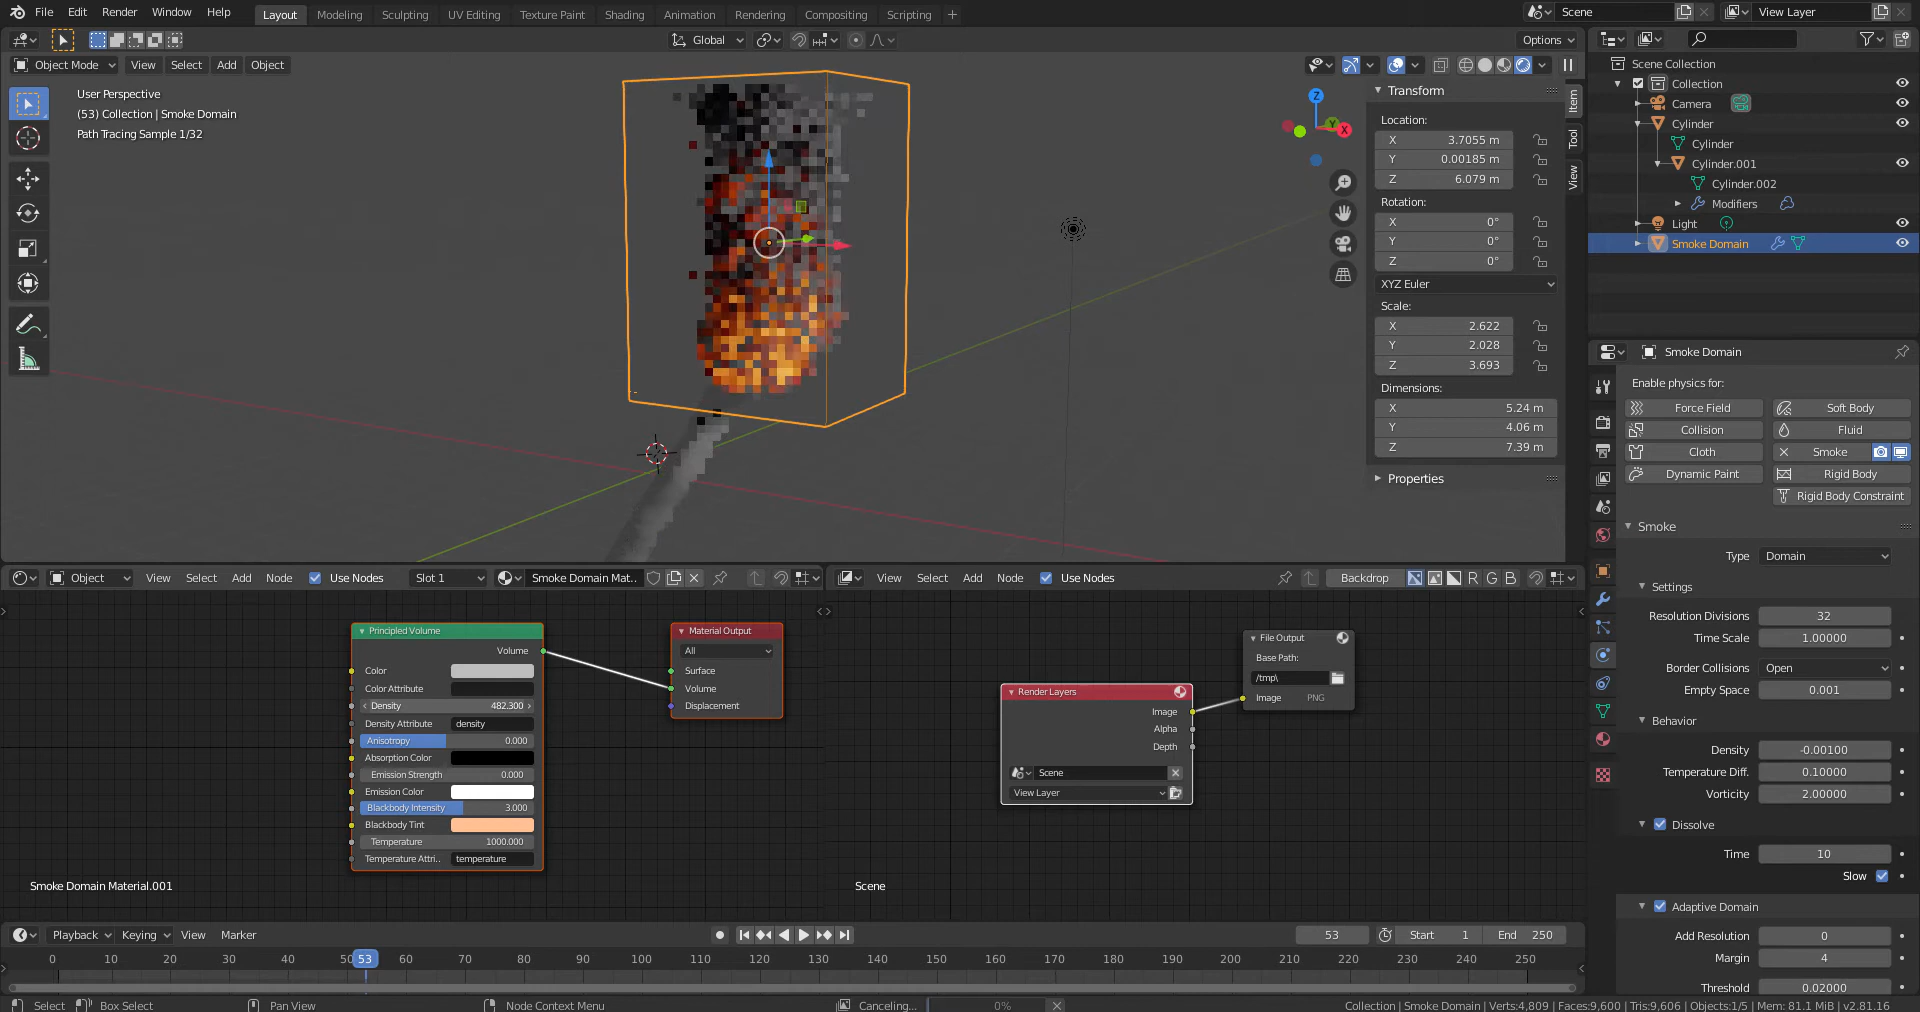 File Edit Render Window Help Layout Modeling Sculpting UV Editing Texture Paint Shading Animation Rendering Compositing Scripting + Scene View Layer
Global Options
Object Mode View Select Add Object
User Perspective
(53) Collection | Smoke Domain
Path Tracing Sample 1/32
Z
Y
X
Item
Tool
View
Transform
Location:
X 3.7055 m
Y 0.00185 m
Z 6.079 m
Rotation:
X 0°
Y 0°
Z 0°
XYZ Euler
Scale:
X 2.622
Y 2.028
Z 3.693
Dimensions:
X 5.24 m
Y 4.06 m
Z 7.39 m
Properties
Scene Collection
Collection
Camera
Cylinder
Cylinder
Cylinder.001
Cylinder.002
Modifiers
Light
Smoke Domain
Smoke Domain
Enable physics for:
Force Field Soft Body
Collision Fluid
Cloth Smoke
Dynamic Paint Rigid Body
Rigid Body Constraint
Smoke
Type Domain
Settings
Resolution Divisions 32
Time Scale 1.00000
Border Collisions Open
Empty Space 0.001
Behavior
Density -0.00100
Temperature Diff. 0.10000
Vorticity 2.00000
Dissolve
Time 10
Slow
Adaptive Domain
Add Resolution 0
Margin 4
Threshold 0.02000
Object View Select Add Node Use Nodes Slot 1 Smoke Domain Mat..
Principled Volume
Volume
Color
Color Attribute
Density 482.300
Density Attribute density
Anisotropy 0.000
Absorption Color
Emission Strength 0.000
Emission Color
Blackbody Intensity 3.000
Blackbody Tint
Temperature 1000.000
Temperature Attri.. temperature
Material Output
All
Surface
Volume
Displacement
Smoke Domain Material.001
View Select Add Node Use Nodes Backdrop R G B
Render Layers
Image
Alpha
Depth
Scene
View Layer
File Output
Base Path:
/tmp\
Image PNG
Scene
Playback Keying View Marker 53 Start 1 End 250
0 10 20 30 40 50 53 60 70 80 90 100 110 120 130 140 150 160 170 180 190 200 210 220 230 240 250
Select Box Select Pan View Node Context Menu Canceling... 0% Collection | Smoke Domain | Verts:4,809 | Faces:9,600 | Tris:9,606 | Objects:1/5 | Mem: 81.1 MiB | v2.81.16